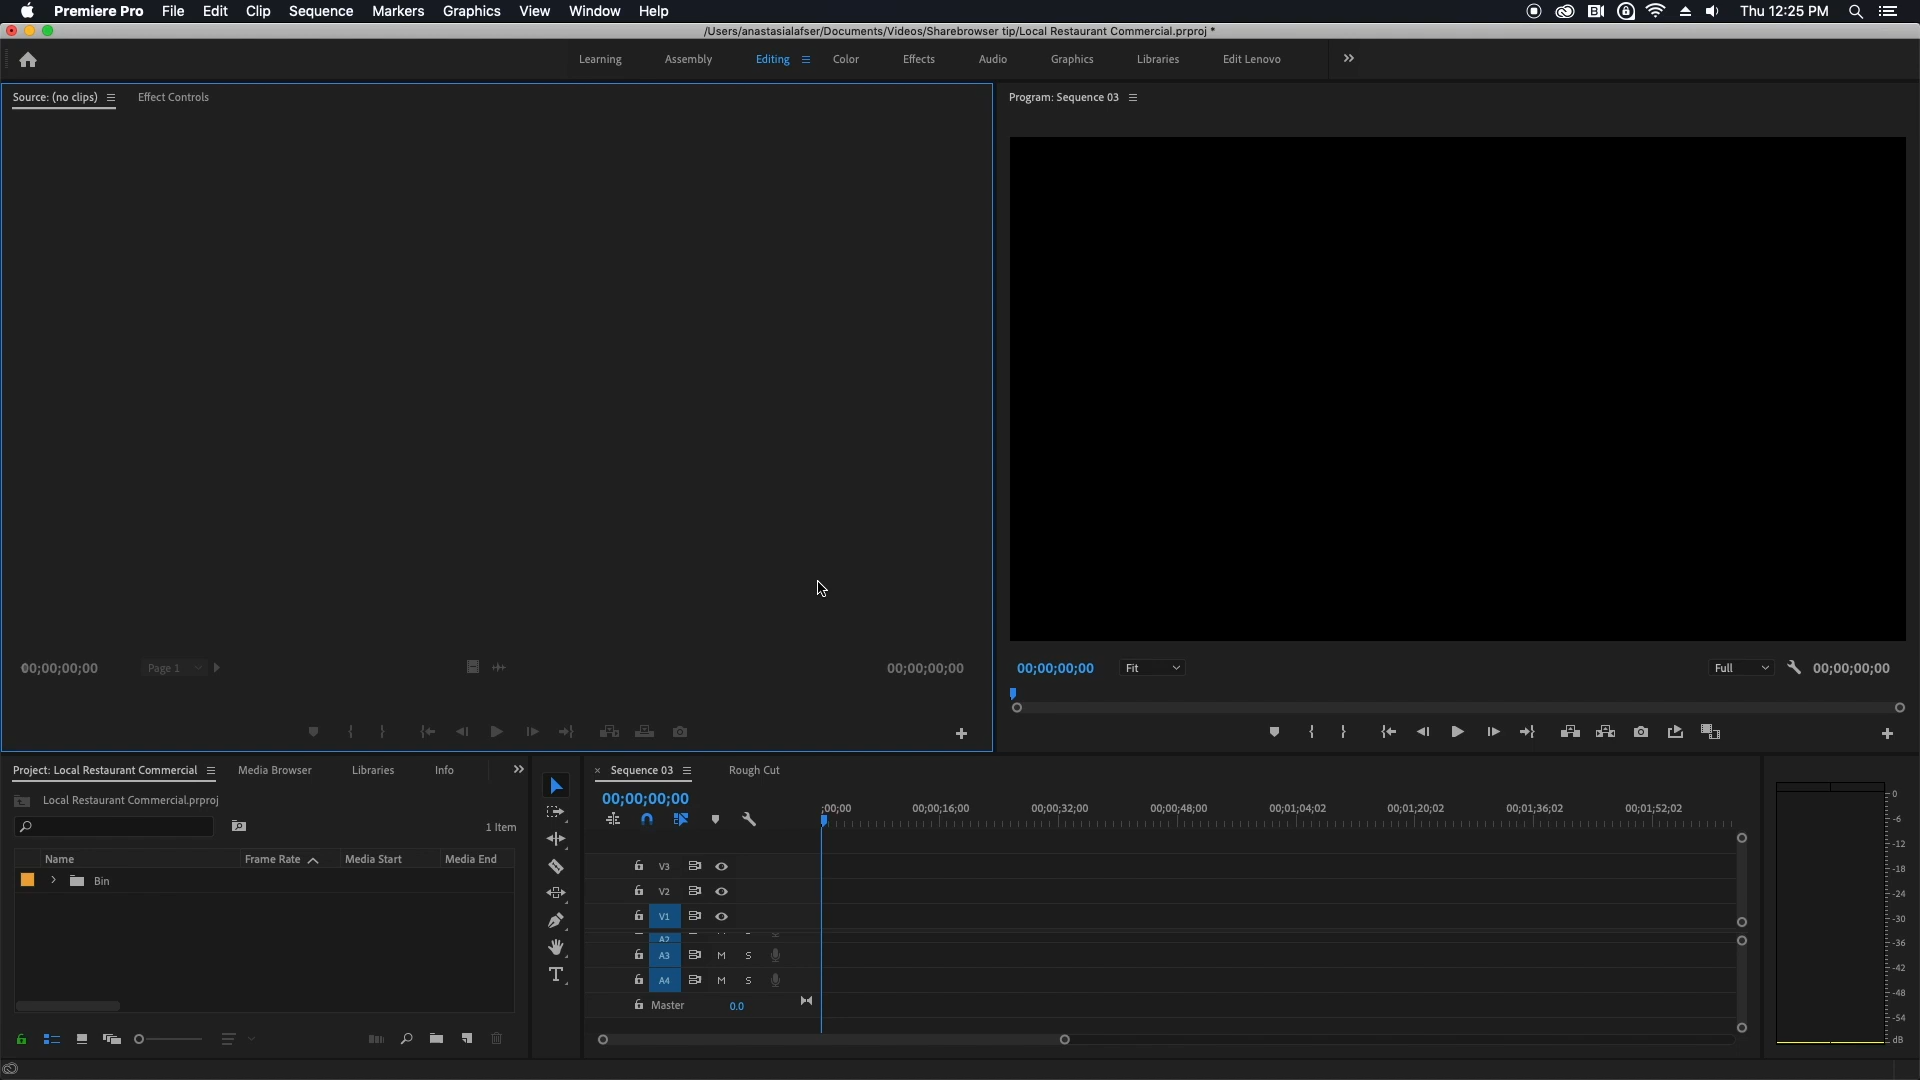 Premiere Pro File Edit Clip Sequence Markers Graphics View Window Help Thu 12:25 PM
/Users/anastasialafser/Documents/Videos/Sharebrowser tip/Local Restaurant Commercial.prproj *
Learning Assembly Editing Color Effects Audio Graphics Libraries Edit Lenovo
Source: (no clips) Effect Controls
Program: Sequence 03
00;00;00;00 Page 1 00;00;00;00
00;00;00;00 Fit Full 00;00;00;00
Project: Local Restaurant Commercial Media Browser Libraries Info
Local Restaurant Commercial.prproj
1 Item
Name Frame Rate Media Start Media End
Bin
× Sequence 03 Rough Cut
00;00;00;00
;00;00 00;00;16;00 00;00;32;00 00;00;48;00 00;01;04;02 00;01;20;02 00;01;36;02 00;01;52;02
V3
V2
V1
A2
A3 M S
A4 M S
Master 0.0
0
-6
-12
-18
-24
-30
-36
-42
-48
-54
dB